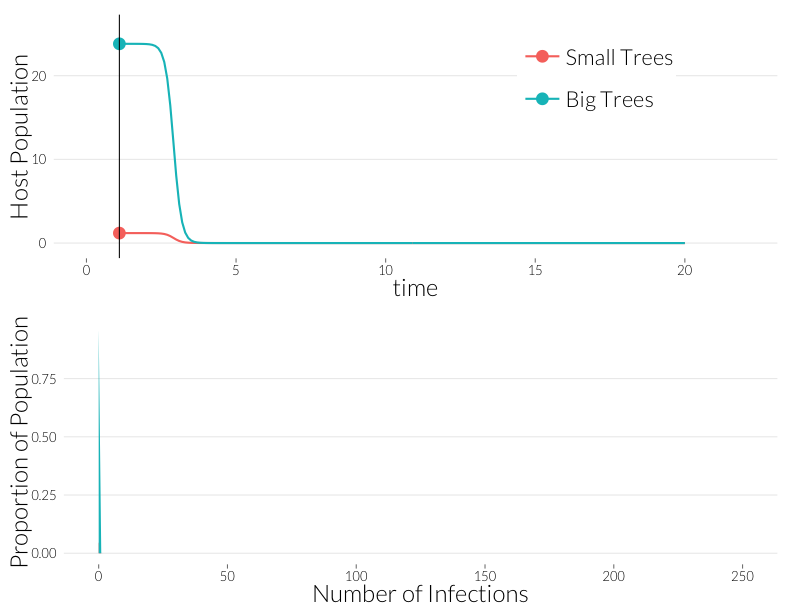 Host Population
20
10
0
Small Trees
Big Trees
0 5 10 15 20
time
Proportion of Population
0.75
0.50
0.25
0.00
0 50 100 150 200 250
Number of Infections